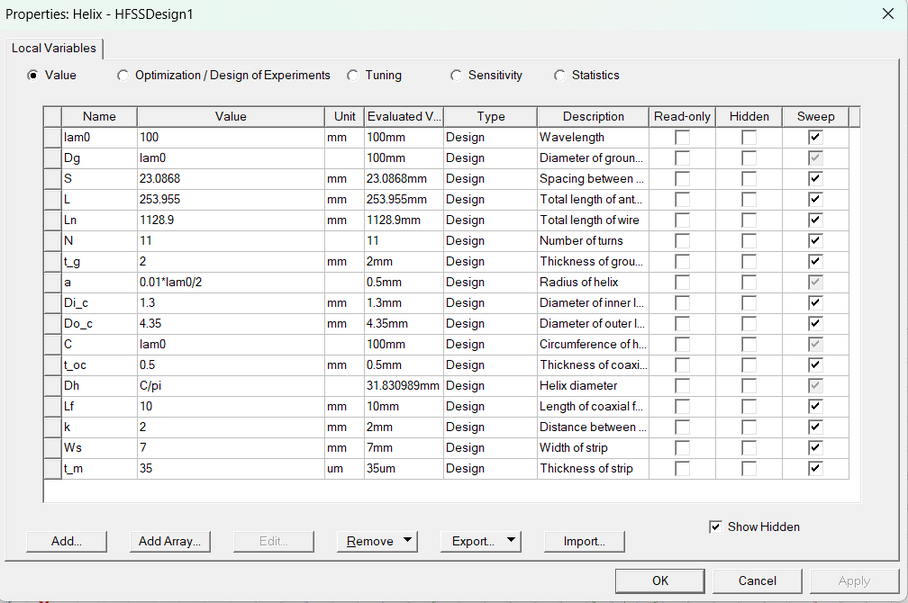 Properties: Helix - HFSSDesign1
Local Variables
Value Optimization / Design of Experiments Tuning Sensitivity Statistics
Name Value Unit Evaluated V... Type Description Read-only Hidden Sweep
lam0 100 mm 100mm Design Wavelength
Dg lam0 100mm Design Diameter of groun...
S 23.0868 mm 23.0868mm Design Spacing between ...
L 253.955 mm 253.955mm Design Total length of ant...
Ln 1128.9 mm 1128.9mm Design Total length of wire
N 11 11 Design Number of turns
t_g 2 mm 2mm Design Thickness of grou...
a 0.01*lam0/2 0.5mm Design Radius of helix
Di_c 1.3 mm 1.3mm Design Diameter of inner l...
Do_c 4.35 mm 4.35mm Design Diameter of outer l...
C lam0 100mm Design Circumference of h...
t_oc 0.5 mm 0.5mm Design Thickness of coaxi...
Dh C/pi 31.830989mm Design Helix diameter
Lf 10 mm 10mm Design Length of coaxial f...
k 2 mm 2mm Design Distance between ...
Ws 7 mm 7mm Design Width of strip
t_m 35 um 35um Design Thickness of strip
Show Hidden
Add... Add Array... Edit... Remove Export... Import...
OK Cancel Apply